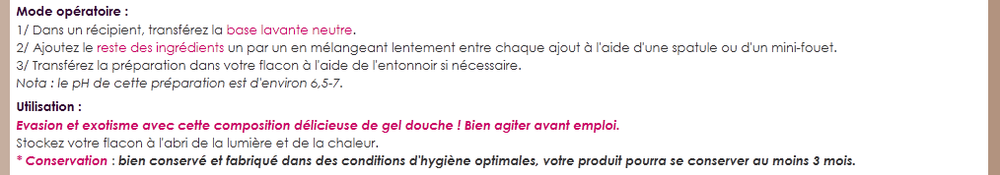 Mode opératoire :
1/ Dans un récipient, transférez la base lavante neutre.
2/ Ajoutez le reste des ingrédients un par un en mélangeant lentement entre chaque ajout à l'aide d'une spatule ou d'un mini-fouet.
3/ Transférez la préparation dans votre flacon à l'aide de l'entonnoir si nécessaire.
Nota : le pH de cette préparation est d'environ 6,5-7.
Utilisation :
Evasion et exotisme avec cette composition délicieuse de gel douche ! Bien agiter avant emploi.
Stockez votre flacon à l'abri de la lumière et de la chaleur.
* Conservation : bien conservé et fabriqué dans des conditions d'hygiène optimales, votre produit pourra se conserver au moins 3 mois.